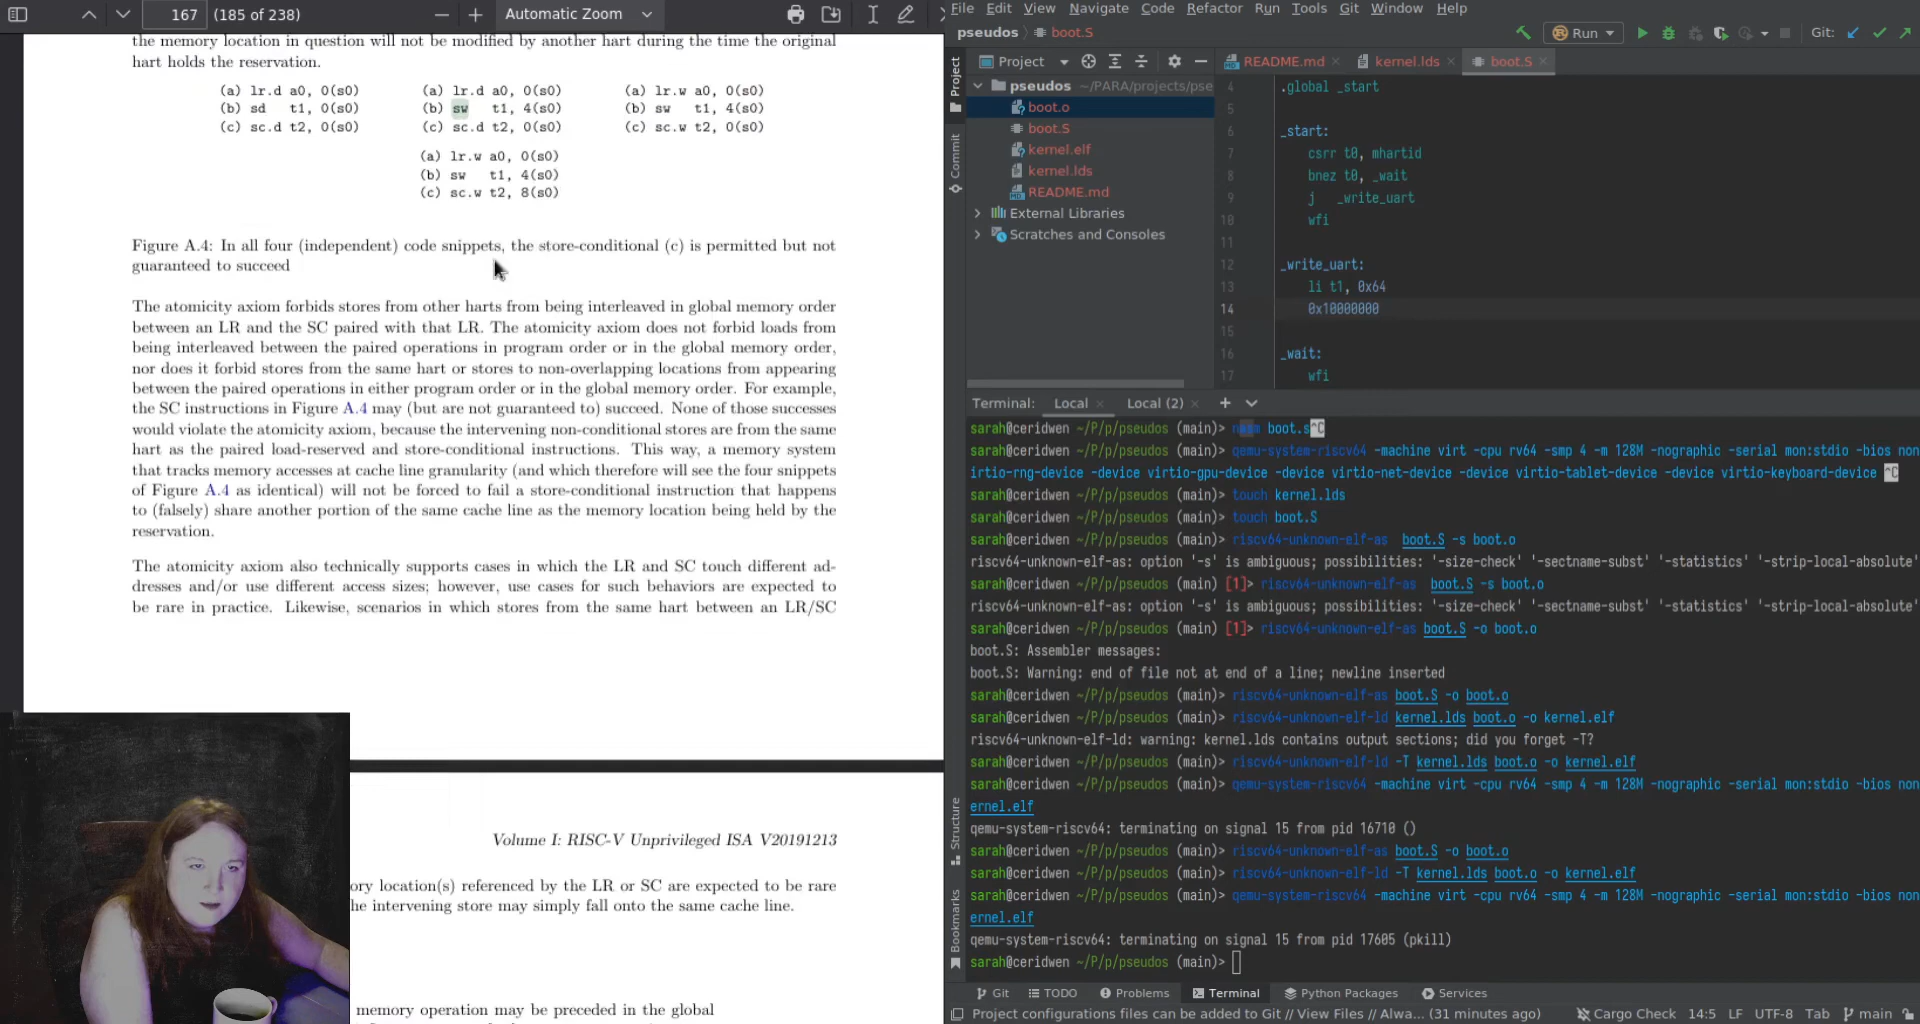 167 (185 of 238) Automatic Zoom
the memory location in question will not be modified by another hart during the time the original
hart holds the reservation.
(a) lr.d a0, 0(s0) (a) lr.d a0, 0(s0) (a) lr.w a0, 0(s0)
(b) sd t1, 0(s0) (b) sw t1, 4(s0) (b) sw t1, 4(s0)
(c) sc.d t2, 0(s0) (c) sc.d t2, 0(s0) (c) sc.w t2, 0(s0)
(a) lr.w a0, 0(s0)
(b) sw t1, 4(s0)
(c) sc.w t2, 8(s0)
Figure A.4: In all four (independent) code snippets, the store-conditional (c) is permitted but not
guaranteed to succeed
The atomicity axiom forbids stores from other harts from being interleaved in global memory order
between an LR and the SC paired with that LR. The atomicity axiom does not forbid loads from
being interleaved between the paired operations in program order or in the global memory order,
nor does it forbid stores from the same hart or stores to non-overlapping locations from appearing
between the paired operations in either program order or in the global memory order. For example,
the SC instructions in Figure A.4 may (but are not guaranteed to) succeed. None of those successes
would violate the atomicity axiom, because the intervening non-conditional stores are from the same
hart as the paired load-reserved and store-conditional instructions. This way, a memory system
that tracks memory accesses at cache line granularity (and which therefore will see the four snippets
of Figure A.4 as identical) will not be forced to fail a store-conditional instruction that happens
to (falsely) share another portion of the same cache line as the memory location being held by the
reservation.
The atomicity axiom also technically supports cases in which the LR and SC touch different ad-
dresses and/or use different access sizes; however, use cases for such behaviors are expected to
be rare in practice. Likewise, scenarios in which stores from the same hart between an LR/SC
Volume I: RISC-V Unprivileged ISA V20191213
ory location(s) referenced by the LR or SC are expected to be rare
he intervening store may simply fall onto the same cache line.
memory operation may be preceded in the global
File Edit View Navigate Code Refactor Run Tools Git Window Help
pseudos boot.S Run Git:
Project README.md kernel.lds boot.S
Project
Commit
pseudos ~/PARA/projects/pse
boot.o
boot.S
kernel.elf
kernel.lds
README.md
External Libraries
Scratches and Consoles
4 .global _start
5
6 _start:
7 csrr t0, mhartid
8 bnez t0, _wait
9 j _write_uart
10 wfi
11
12 _write_uart:
13 li t1, 0x64
14 0x10000000
15
16 _wait:
17 wfi
Terminal: Local Local (2)
sarah@ceridwen ~/P/p/pseudos (main)> boot.s^C
sarah@ceridwen ~/P/p/pseudos (main)> qemu-system-riscv64 -machine virt -cpu rv64 -smp 4 -m 128M -nographic -serial mon:stdio -bios non
irtio-rng-device -device virtio-gpu-device -device virtio-net-device -device virtio-tablet-device -device virtio-keyboard-device ^C
sarah@ceridwen ~/P/p/pseudos (main)> touch kernel.lds
sarah@ceridwen ~/P/p/pseudos (main)> touch boot.S
sarah@ceridwen ~/P/p/pseudos (main)> riscv64-unknown-elf-as boot.S -s boot.o
riscv64-unknown-elf-as: option '-s' is ambiguous; possibilities: '-size-check' '-sectname-subst' '-statistics' '-strip-local-absolute'
sarah@ceridwen ~/P/p/pseudos (main) [1]> riscv64-unknown-elf-as boot.S -s boot.o
riscv64-unknown-elf-as: option '-s' is ambiguous; possibilities: '-size-check' '-sectname-subst' '-statistics' '-strip-local-absolute'
sarah@ceridwen ~/P/p/pseudos (main) [1]> riscv64-unknown-elf-as boot.S -o boot.o
boot.S: Assembler messages:
boot.S: Warning: end of file not at end of a line; newline inserted
sarah@ceridwen ~/P/p/pseudos (main)> riscv64-unknown-elf-as boot.S -o boot.o
sarah@ceridwen ~/P/p/pseudos (main)> riscv64-unknown-elf-ld kernel.lds boot.o -o kernel.elf
riscv64-unknown-elf-ld: warning: kernel.lds contains output sections; did you forget -T?
sarah@ceridwen ~/P/p/pseudos (main)> riscv64-unknown-elf-ld -T kernel.lds boot.o -o kernel.elf
sarah@ceridwen ~/P/p/pseudos (main)> qemu-system-riscv64 -machine virt -cpu rv64 -smp 4 -m 128M -nographic -serial mon:stdio -bios non
ernel.elf
qemu-system-riscv64: terminating on signal 15 from pid 16710 ()
sarah@ceridwen ~/P/p/pseudos (main)> riscv64-unknown-elf-as boot.S -o boot.o
sarah@ceridwen ~/P/p/pseudos (main)> riscv64-unknown-elf-ld -T kernel.lds boot.o -o kernel.elf
sarah@ceridwen ~/P/p/pseudos (main)> qemu-system-riscv64 -machine virt -cpu rv64 -smp 4 -m 128M -nographic -serial mon:stdio -bios non
ernel.elf
qemu-system-riscv64: terminating on signal 15 from pid 17605 (pkill)
sarah@ceridwen ~/P/p/pseudos (main)>
Structure
Bookmarks
Git TODO Problems Terminal Python Packages Services
Project configurations files can be added to Git // View Files // Alwa... (31 minutes ago) Cargo Check 14:5 LF UTF-8 Tab main